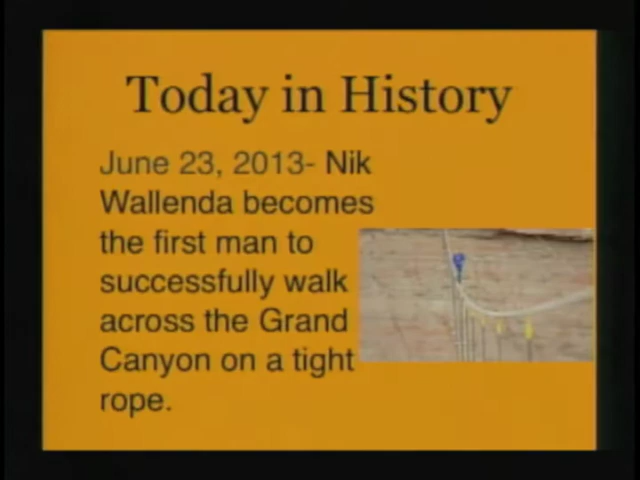 Today in History
June 23, 2013- Nik
Wallenda becomes
the first man to
successfully walk
across the Grand
Canyon on a tight
rope.